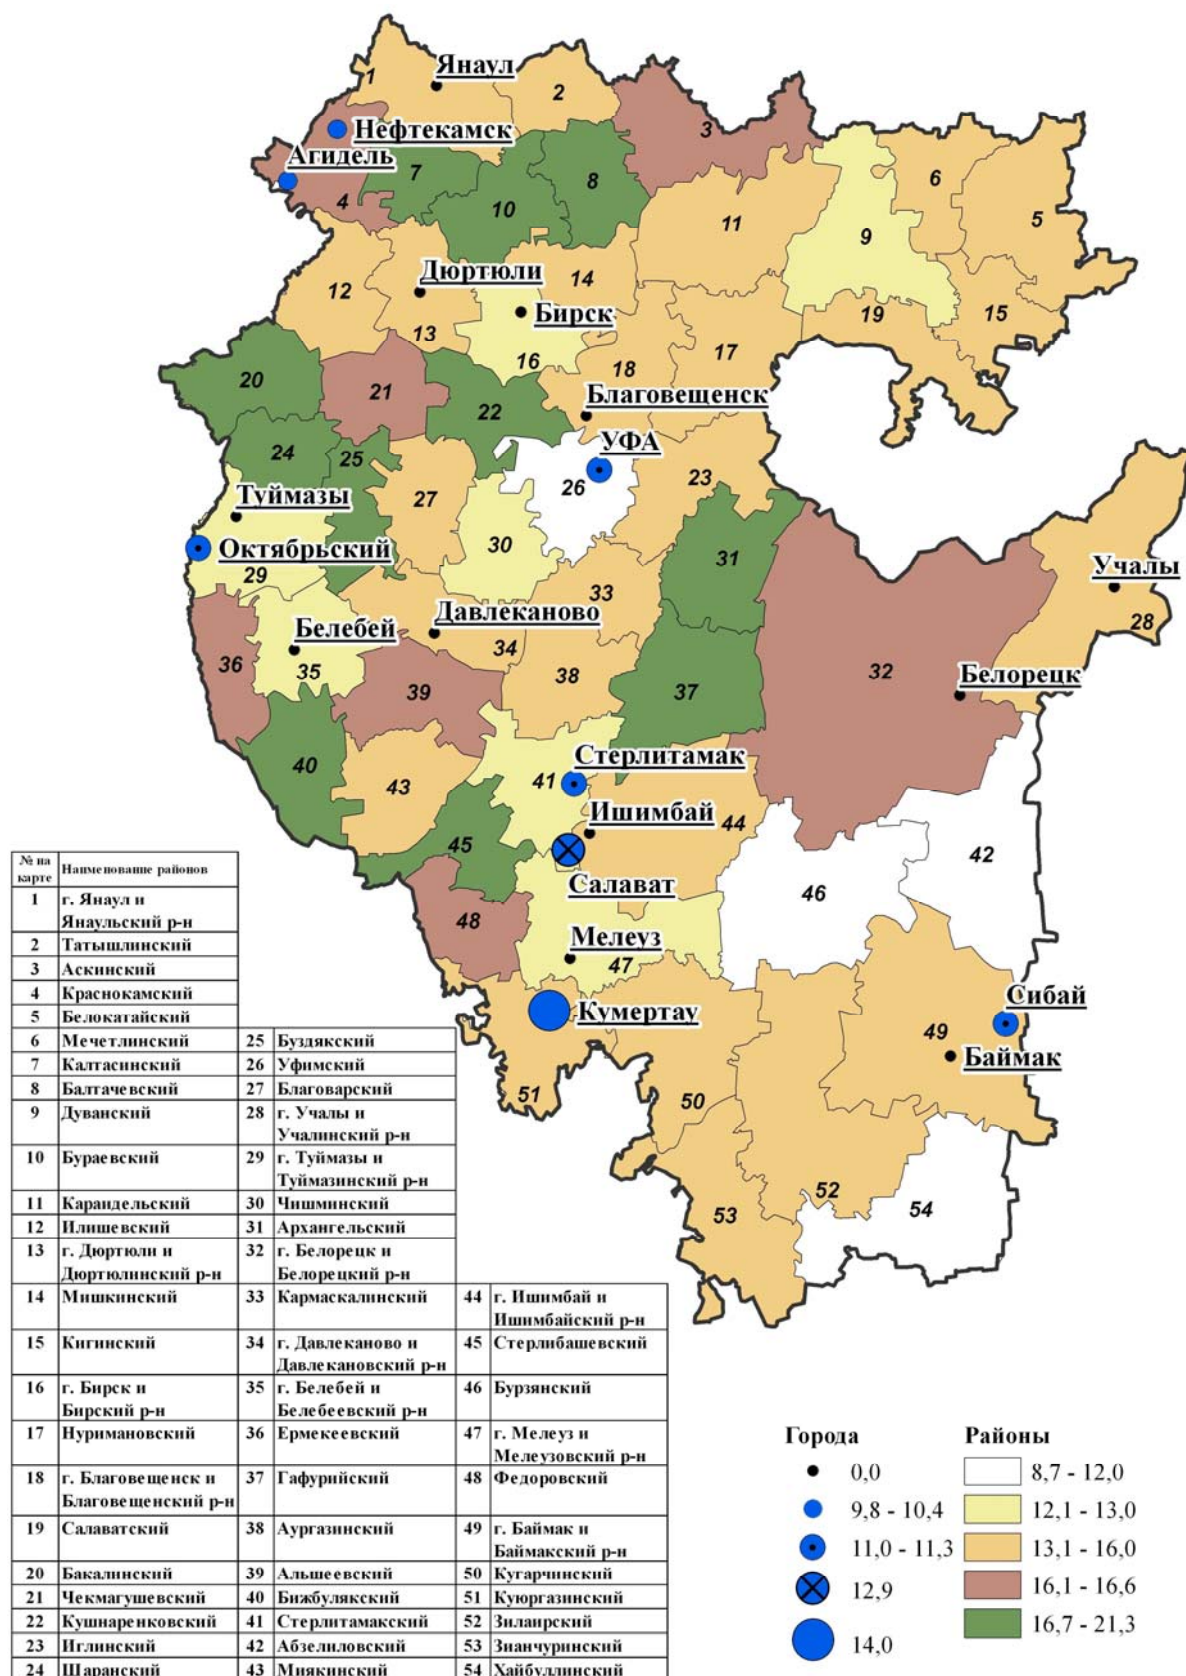 Янаул
1
2
3
Нефтекамск
Агидель
7
8
4
10
11
9
6
5
12
Дюртюли
14
13
Бирск
16
19
15
17
18
20
21
22
Благовещенск
УФА
24
25
26
23
27
Туймазы
30
Октябрьский
29
31
33
Учалы
28
Давлеканово
Белебей
34
36
35
39
38
37
32
Белорецк
Стерлитамак
40
43
41
Ишимбай
44
45
42
Салават
46
48
Мелеуз
47
Сибай
Кумертау
49
Баймак
51
50
52
53
54
№ на карте Наименование районов
1 г. Янаул и
Янаульский р-н
2 Татышлинский
3 Аскинский
4 Краснокамский
5 Белокатайский
6 Мечетлинский 25 Буздякский
7 Калтасинский 26 Уфимский
8 Балтачевский 27 Благоварский
9 Дуванский 28 г. Учалы и
Учалинский р-н
10 Бураевский 29 г. Туймазы и
Туймазинский р-н
11 Караидельский 30 Чишминский
12 Илишевский 31 Архангельский
13 г. Дюртюли и 32 г. Белорецк и
Дюртюлинский р-н Белорецкий р-н
14 Мишкинский 33 Кармаскалинский 44 г. Ишимбай и
Ишимбайский р-н
15 Кигинский 34 г. Давлеканово и 45 Стерлибашевский
Давлекановский р-н
16 г. Бирск и 35 г. Белебей и 46 Бурзянский
Бирский р-н Белебеевский р-н
17 Нуримановский 36 Ермекеевский 47 г. Мелеуз и
Мелеузовский р-н
18 г. Благовещенск и 37 Гафурийский 48 Федоровский
Благовещенский р-н
19 Салаватский 38 Аургазинский 49 г. Баймак и
Баймакский р-н
20 Бакалинский 39 Альшеевский 50 Кугарчинский
21 Чекмагушевский 40 Бижбулякский 51 Куюргазинский
22 Кушнаренковский 41 Стерлитамакский 52 Зилаирский
23 Иглинский 42 Абзелиловский 53 Зианчуринский
24 Шаранский 43 Миякинский 54 Хайбуллинский
Города Районы
0,0 8,7 - 12,0
9,8 - 10,4 12,1 - 13,0
11,0 - 11,3 13,1 - 16,0
12,9 16,1 - 16,6
14,0 16,7 - 21,3